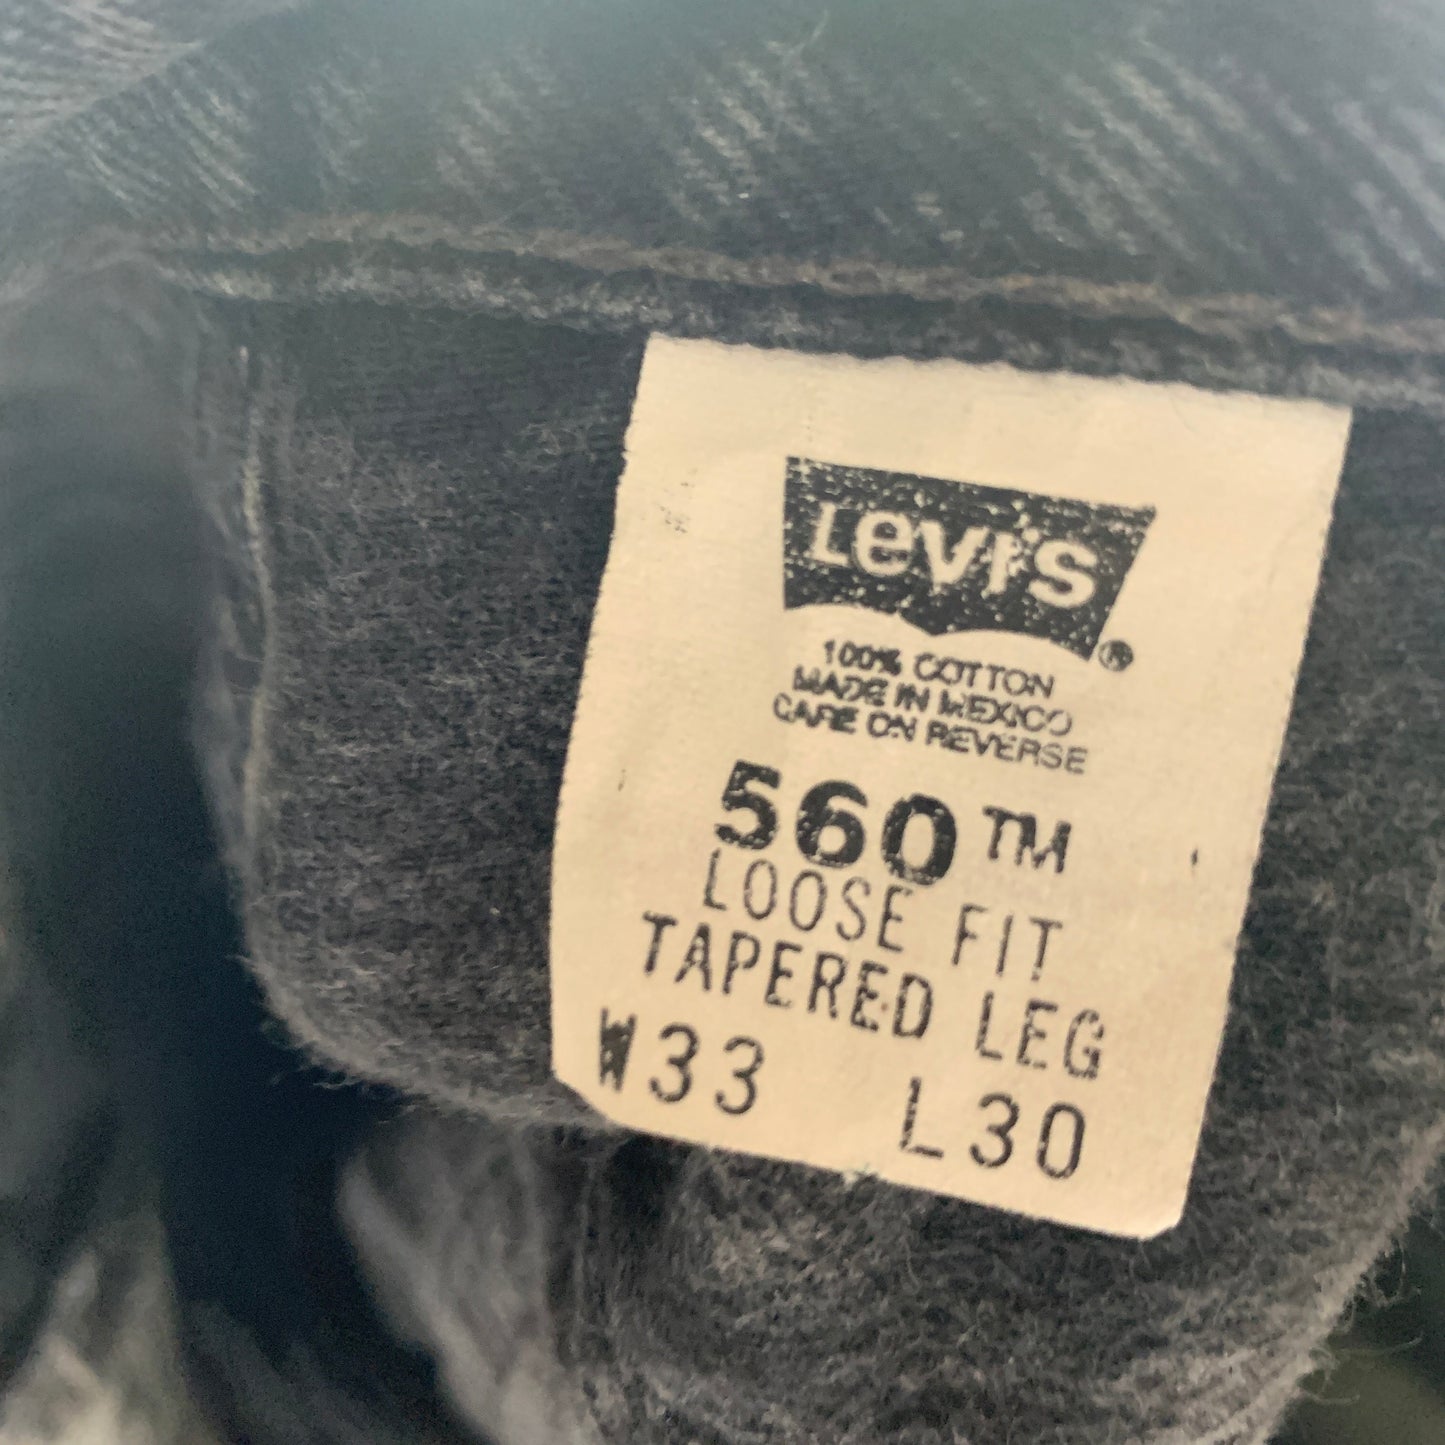 Levi's
®
100% COTTON
MADE IN MEXICO
CARE ON REVERSE
560™
LOOSE FIT
TAPERED LEG
W33 L30